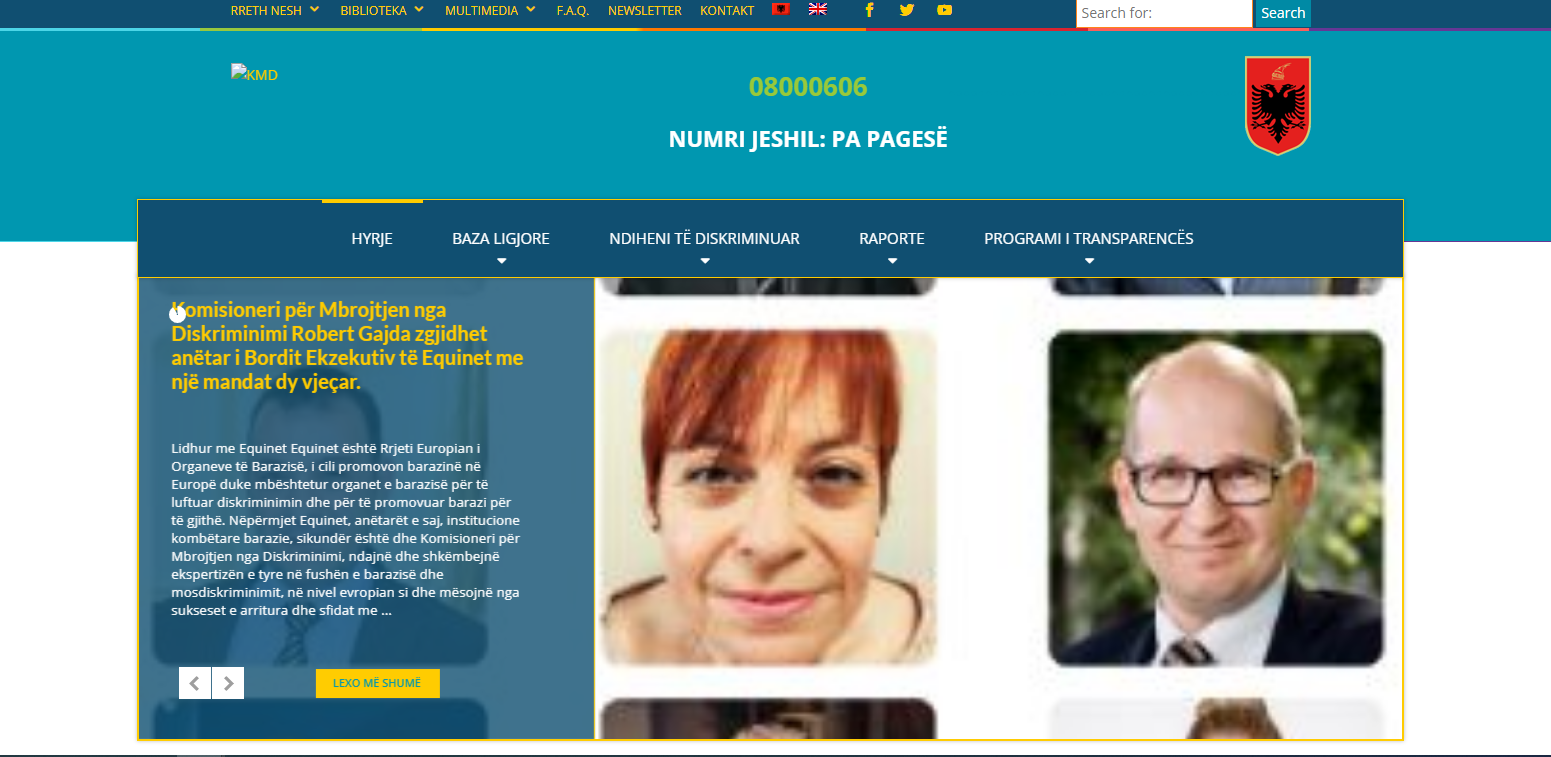 RRETH NESH BIBLIOTEKA MULTIMEDIA F.A.Q. NEWSLETTER KONTAKT Search for: Search
KMD
08000606
NUMRI JESHIL: PA PAGESË
HYRJE BAZA LIGJORE NDIHENI TË DISKRIMINUAR RAPORTE PROGRAMI I TRANSPARENCËS
Komisioneri për Mbrojtjen nga
Diskriminimi Robert Gajda zgjidhet
anëtar i Bordit Ekzekutiv të Equinet me
një mandat dy vjeçar.
Lidhur me Equinet Equinet është Rrjeti Europian i
Organeve të Barazisë, i cili promovon barazinë në
Europë duke mbështetur organet e barazisë për të
luftuar diskriminimin dhe për të promovuar barazi për
të gjithë. Nëpërmjet Equinet, anëtarët e saj, institucione
kombëtare barazie, sikundër është dhe Komisioneri për
Mbrojtjen nga Diskriminimi, ndajnë dhe shkëmbejnë
ekspertizën e tyre në fushën e barazisë dhe
mosdiskriminimit, në nivel evropian si dhe mësojnë nga
sukseset e arritura dhe sfidat me ...
LEXO MË SHUMË